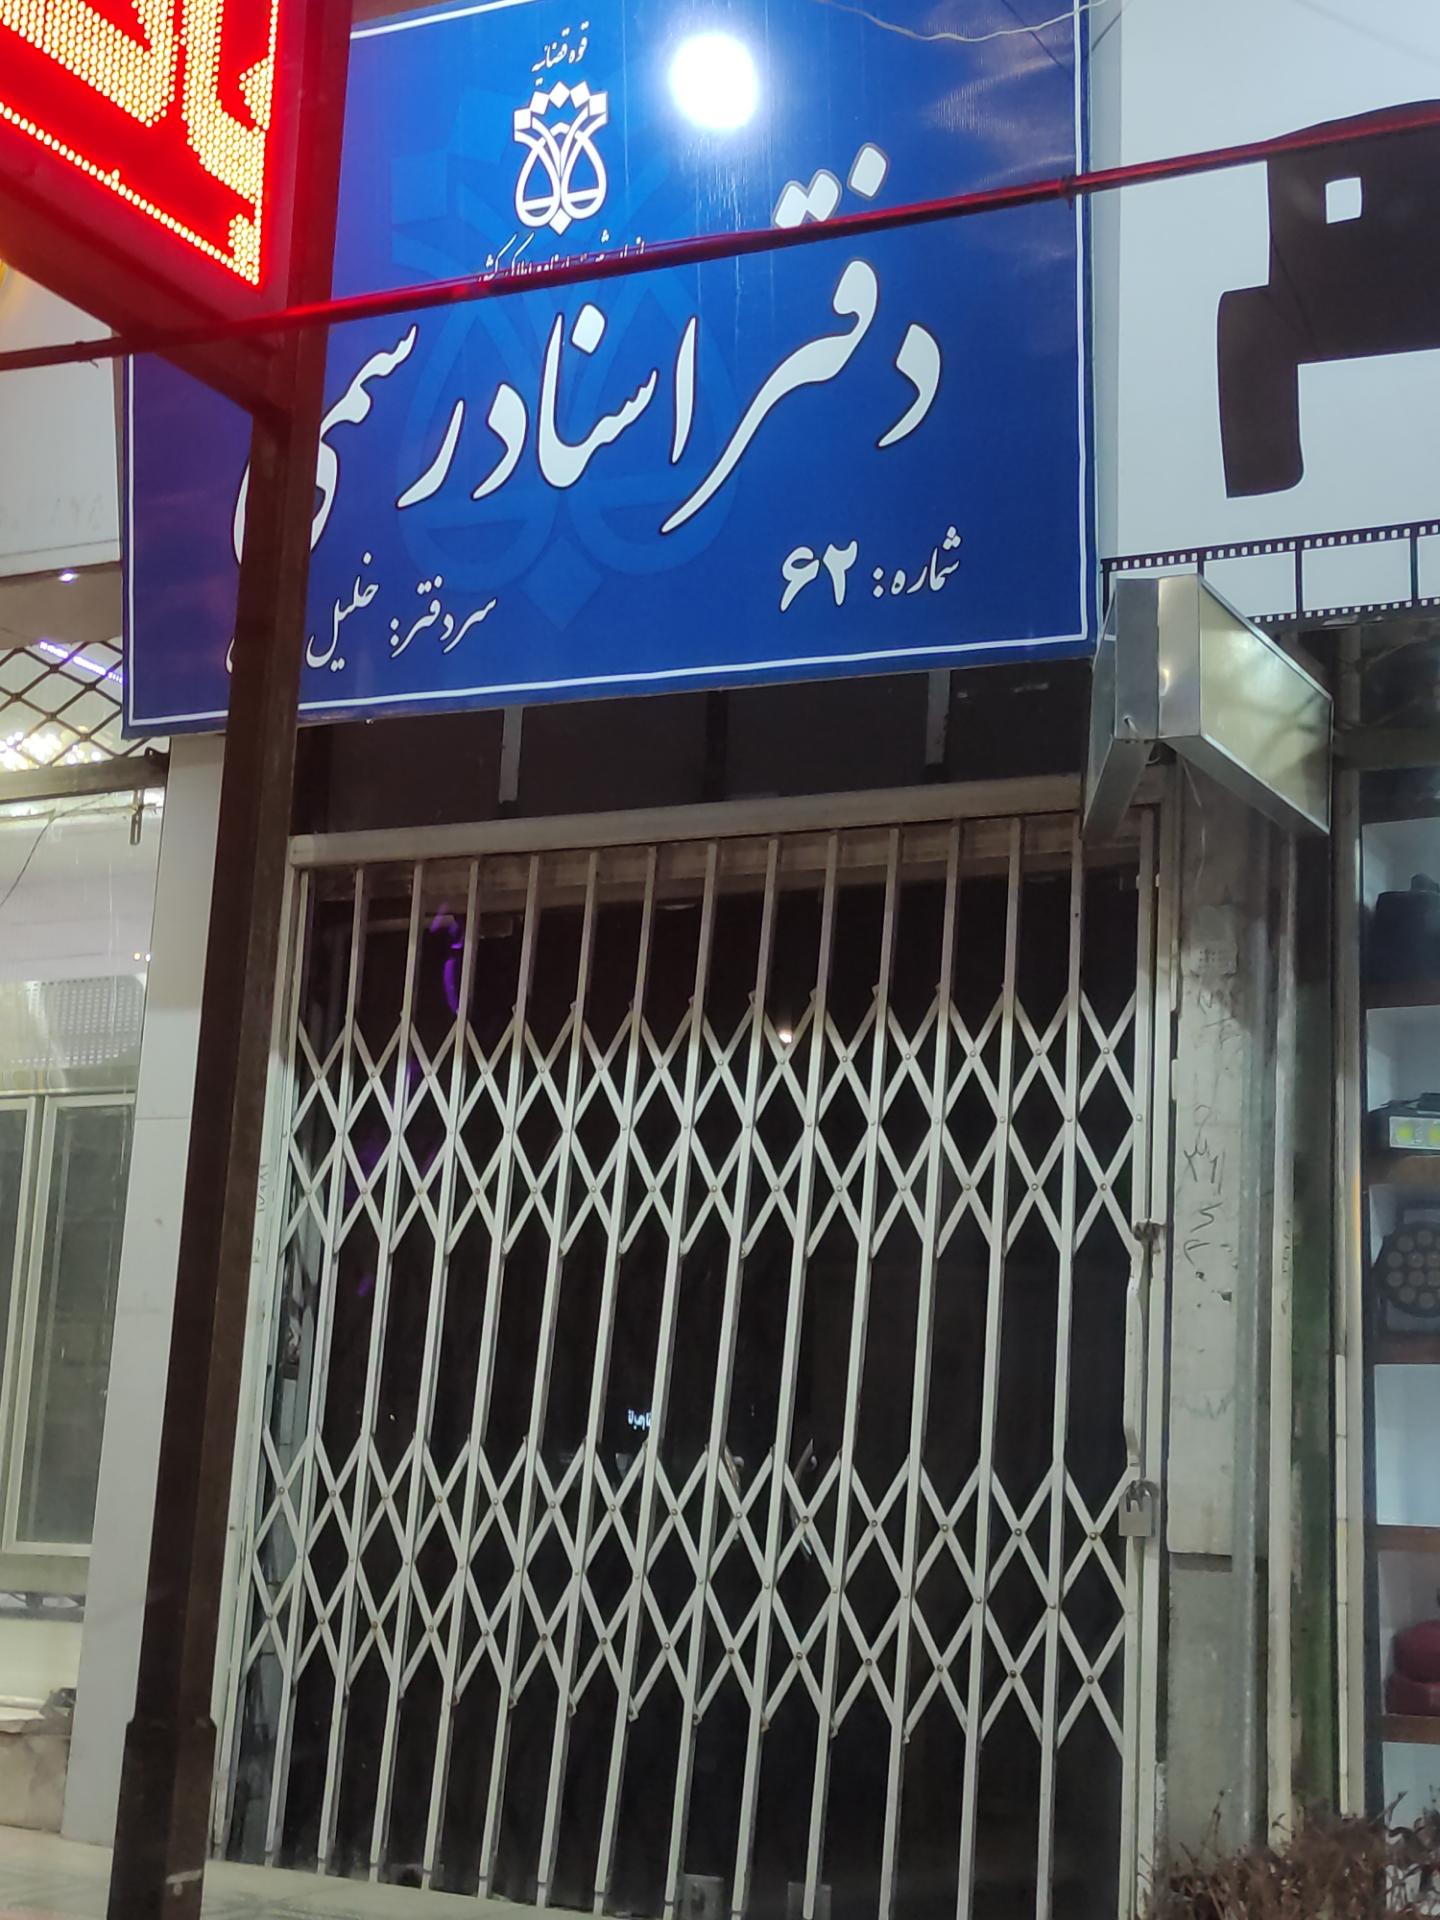 قوه قضائیه
دفتر اسناد رسمی
شماره: ۶۲
سردفتر: خلیل